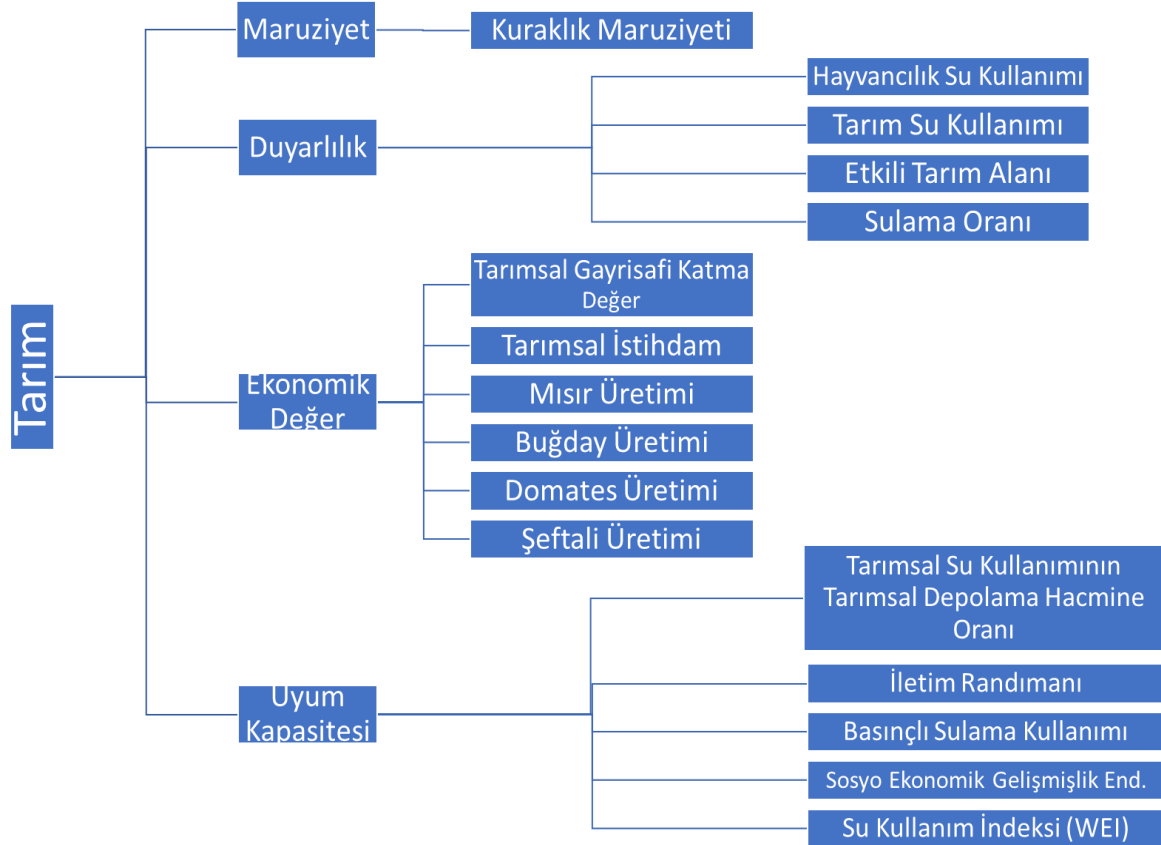 Tarım
Maruziyet
Kuraklık Maruziyeti
Duyarlılık
Hayvancılık Su Kullanımı
Tarım Su Kullanımı
Etkili Tarım Alanı
Sulama Oranı
Ekonomik
Değer
Tarımsal Gayrisafi Katma
Değer
Tarımsal İstihdam
Mısır Üretimi
Buğday Üretimi
Domates Üretimi
Şeftali Üretimi
Uyum
Kapasitesi
Tarımsal Su Kullanımının
Tarımsal Depolama Hacmine
Oranı
İletim Randımanı
Basınçlı Sulama Kullanımı
Sosyo Ekonomik Gelişmişlik End.
Su Kullanım İndeksi (WEI)